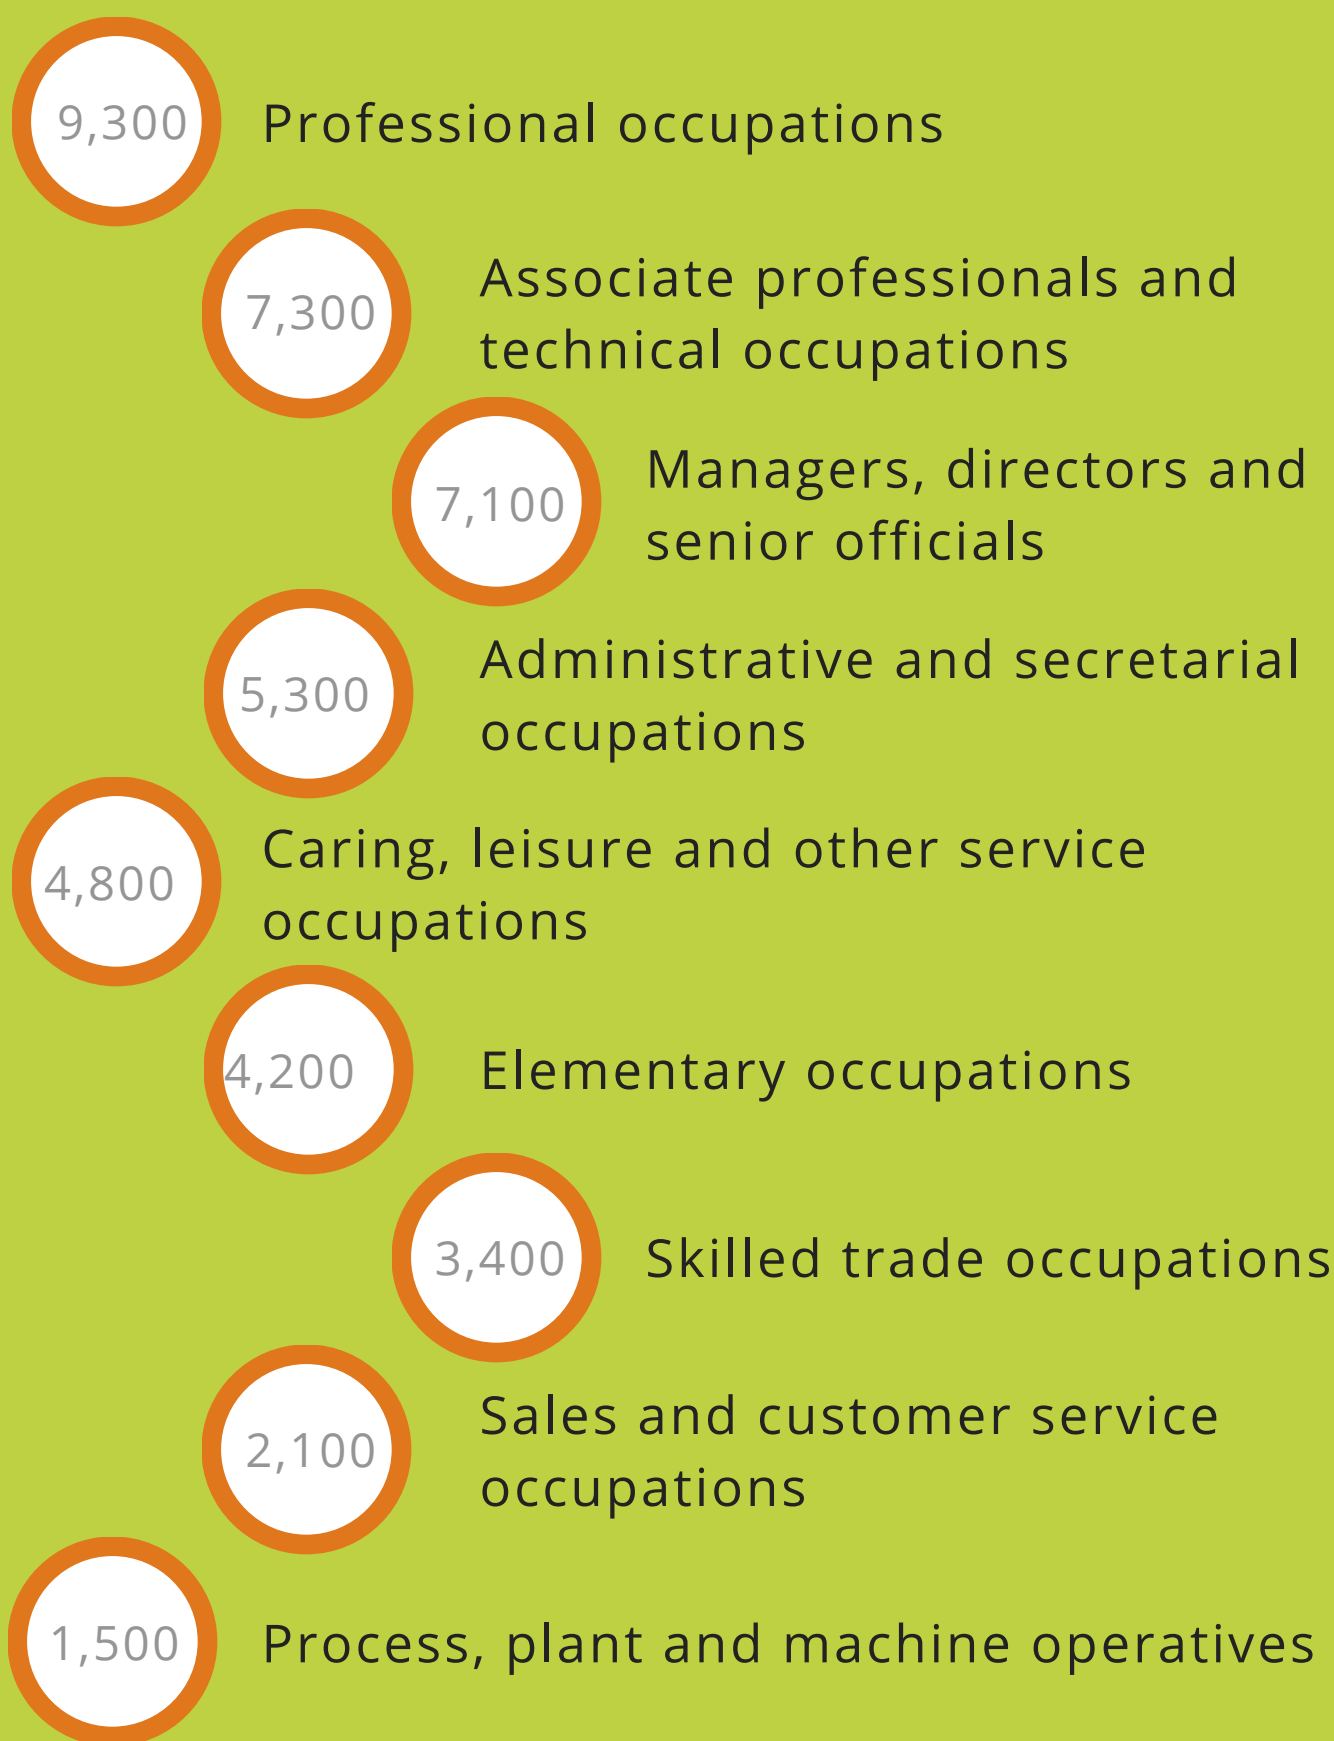 9,300
Professional occupations
7,300
Associate professionals and
technical occupations
7,100
Managers, directors and
senior officials
5,300
Administrative and secretarial
occupations
4,800
Caring, leisure and other service
occupations
4,200
Elementary occupations
3,400
Skilled trade occupations
2,100
Sales and customer service
occupations
1,500
Process, plant and machine operatives